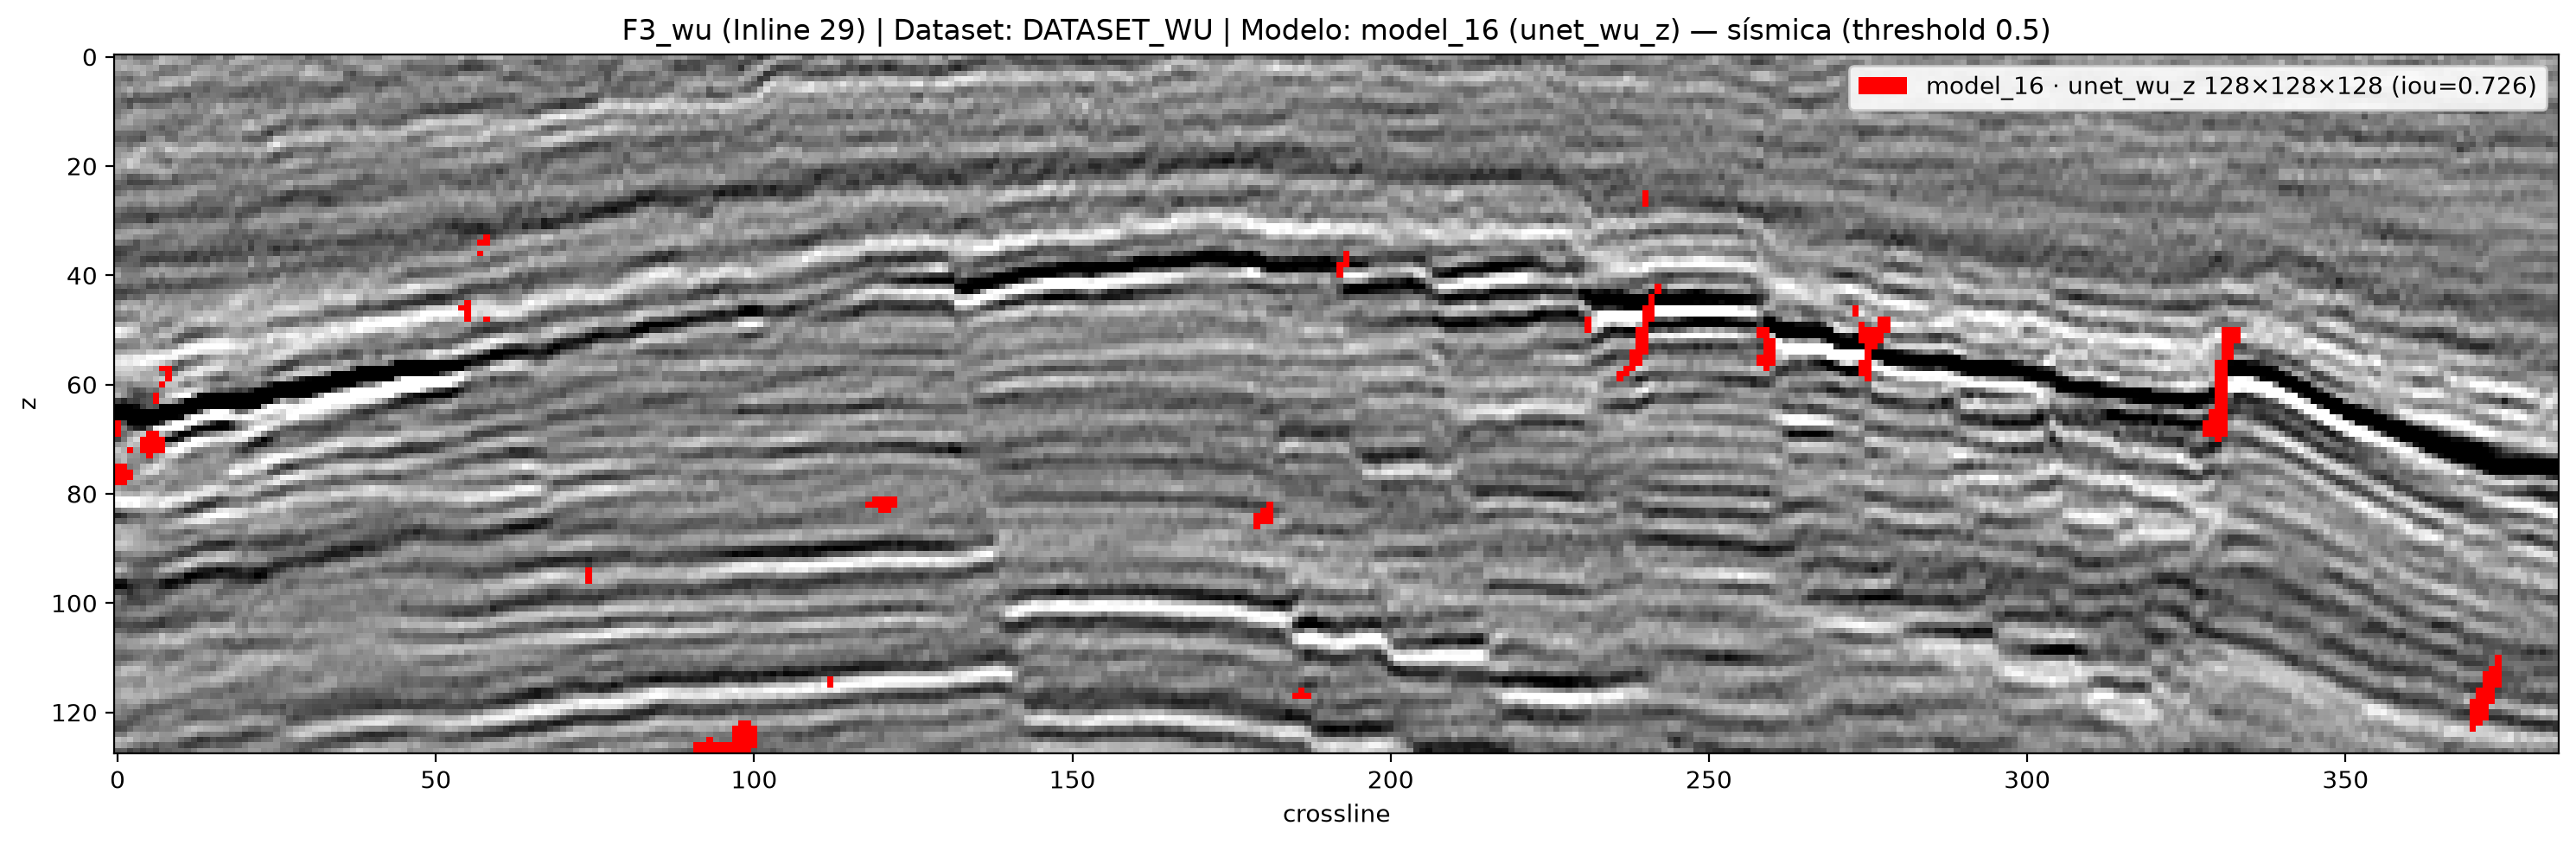 F3_wu (Inline 29) | Dataset: DATASET_WU | Modelo: model_16 (unet_wu_z) — sísmica (threshold 0.5)
model_16 · unet_wu_z 128×128×128 (iou=0.726)
0
20
40
60
80
100
120
z
0 50 100 150 200 250 300 350
crossline